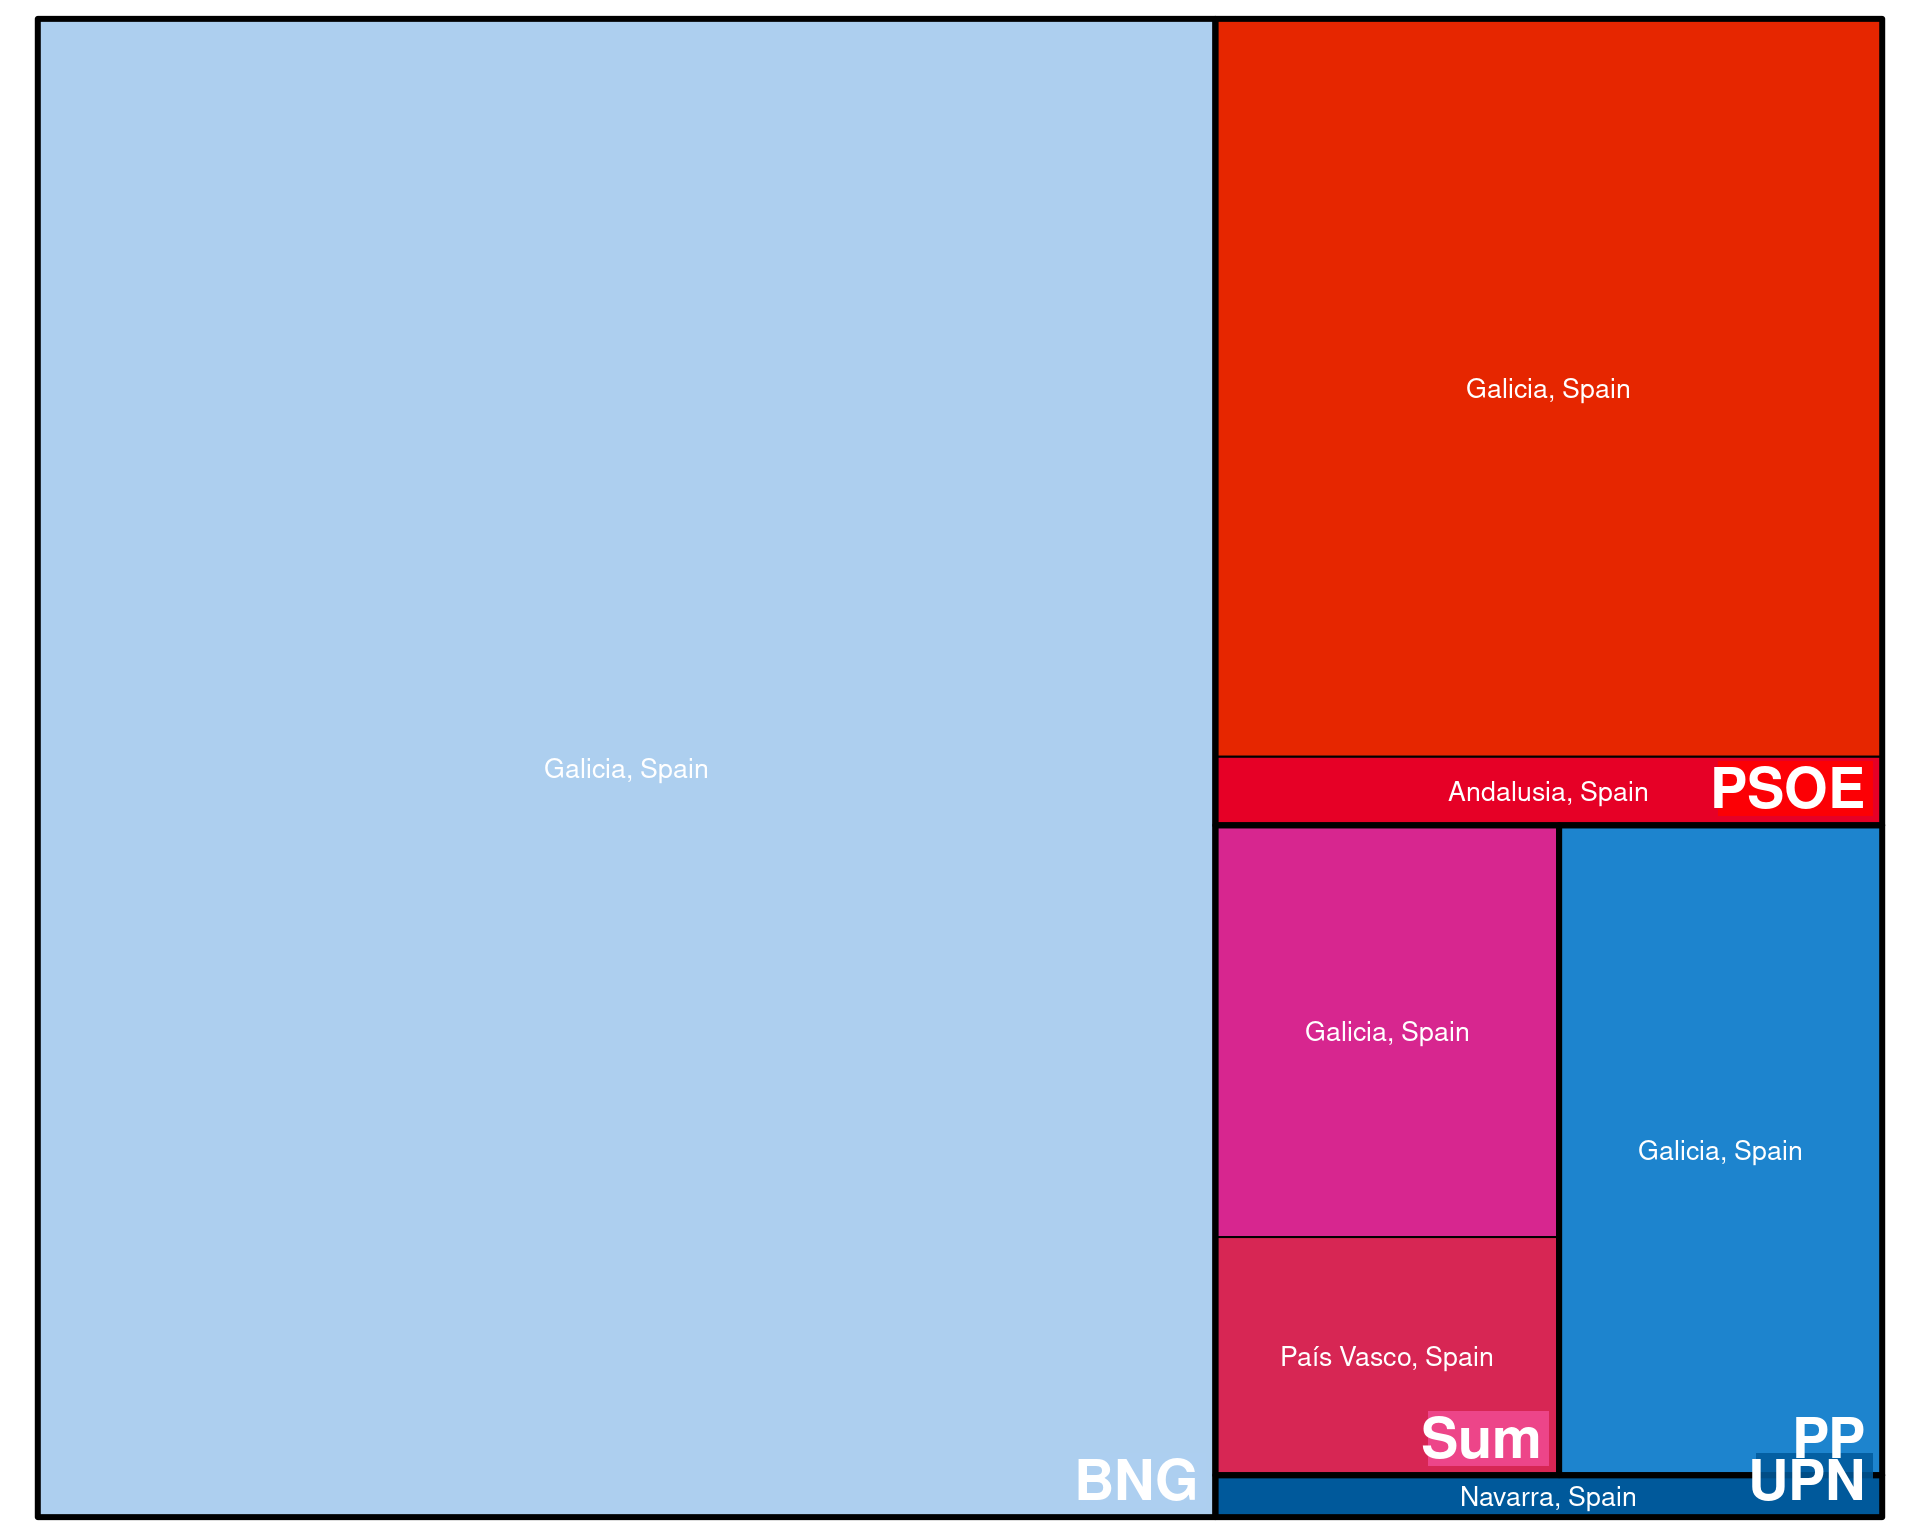 Galicia, Spain
BNG
Galicia, Spain
Andalusia, Spain
PSOE
Galicia, Spain
País Vasco, Spain
Sum
Galicia, Spain
PP
Navarra, Spain
UPN